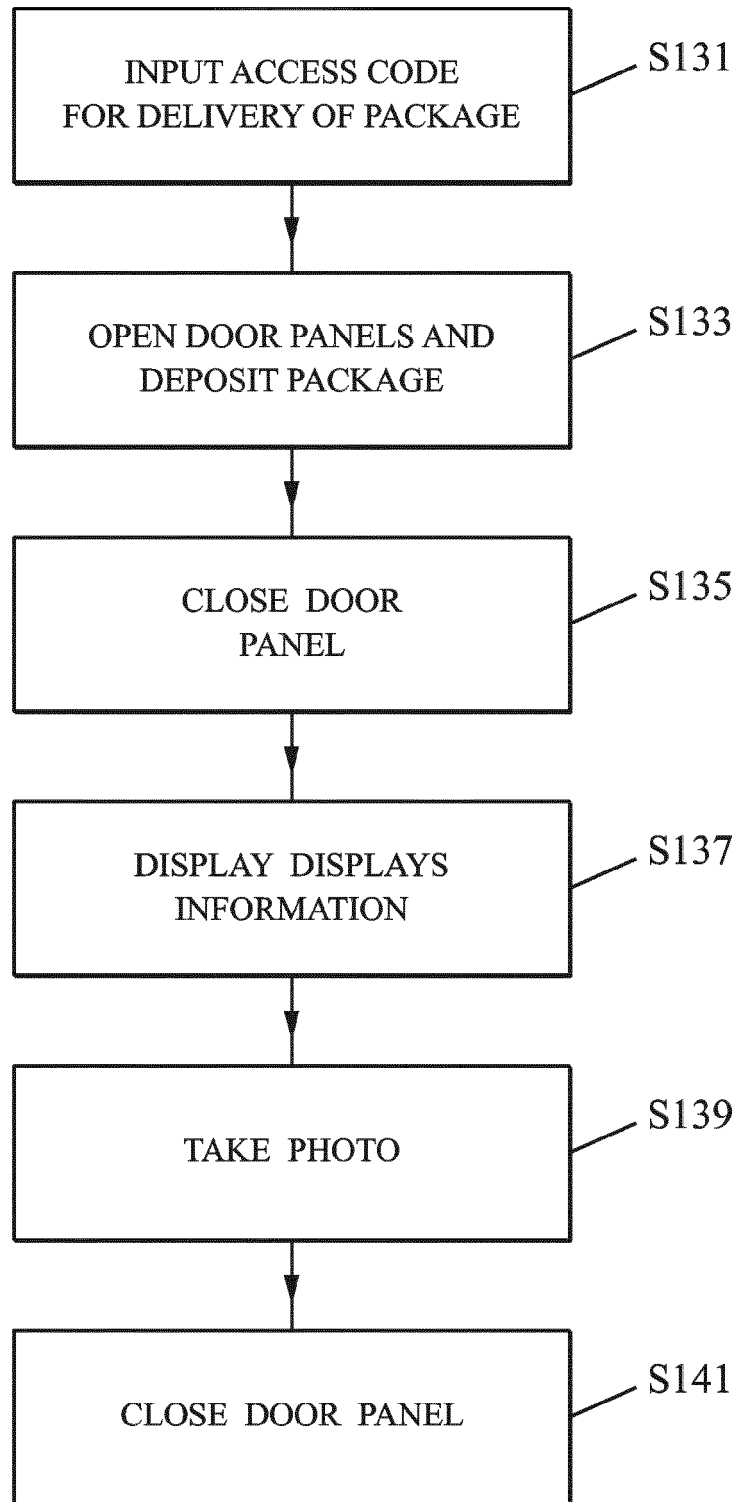 INPUT ACCESS CODE
FOR DELIVERY OF PACKAGE
S131
OPEN DOOR PANELS AND
DEPOSIT PACKAGE
S133
CLOSE DOOR
PANEL
S135
DISPLAY DISPLAYS
INFORMATION
S137
TAKE PHOTO
S139
CLOSE DOOR PANEL
S141